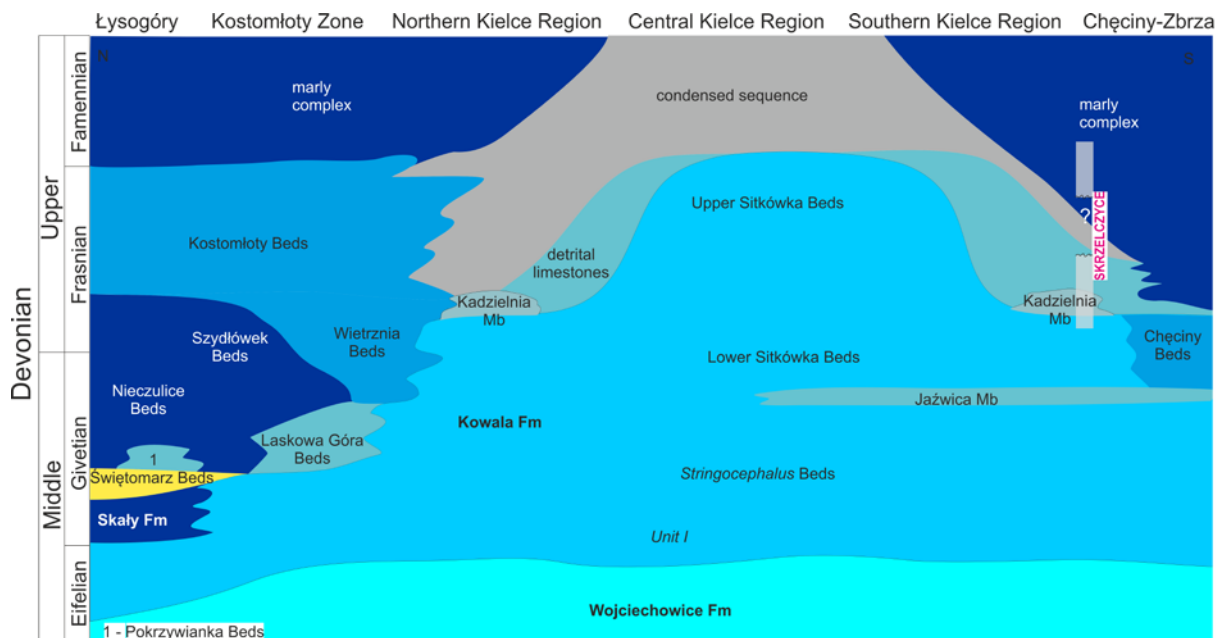 Łysogóry Kostomłoty Zone Northern Kielce Region Central Kielce Region Southern Kielce Region Chęciny-Zbrza
N
S
Devonian
Upper
Middle
Famennian
Frasnian
Givetian
Eifelian
marly
complex
condensed sequence
marly
complex
Upper Sitkówka Beds
?
SKRZELCZYCE
Kostomłoty Beds
detrital
limestones
Kadzielnia
Mb
Kadzielnia
Mb
Szydłówek
Beds
Wietrznia
Beds
Chęciny
Beds
Lower Sitkówka Beds
Nieczulice
Beds
Jaźwica Mb
Kowala Fm
Laskowa Góra
Beds
1
Świętomarz Beds
Stringocephalus Beds
Skały Fm
Unit I
Wojciechowice Fm
1 - Pokrzywianka Beds